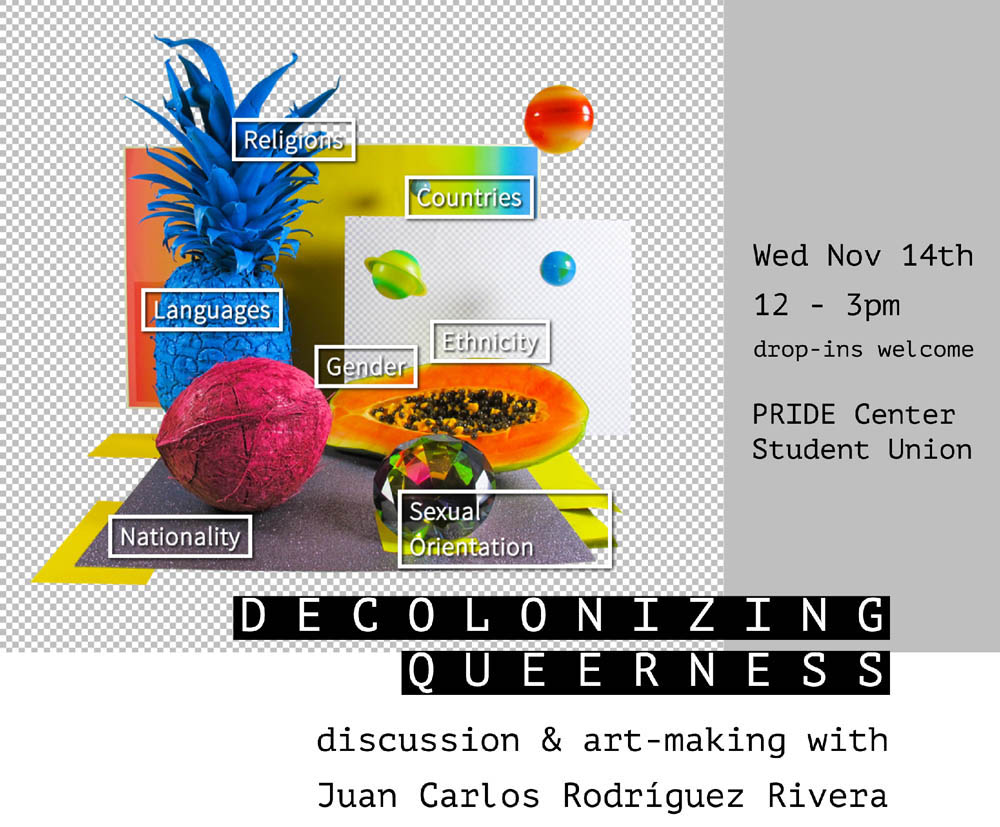 Religions
Countries
Languages
Ethnicity
Gender
Sexual
Orientation
Nationality
Wed Nov 14th
12 - 3pm
drop-ins welcome
PRIDE Center
Student Union
DECOLONIZING
QUEERNESS
discussion & art-making with
Juan Carlos Rodríguez Rivera